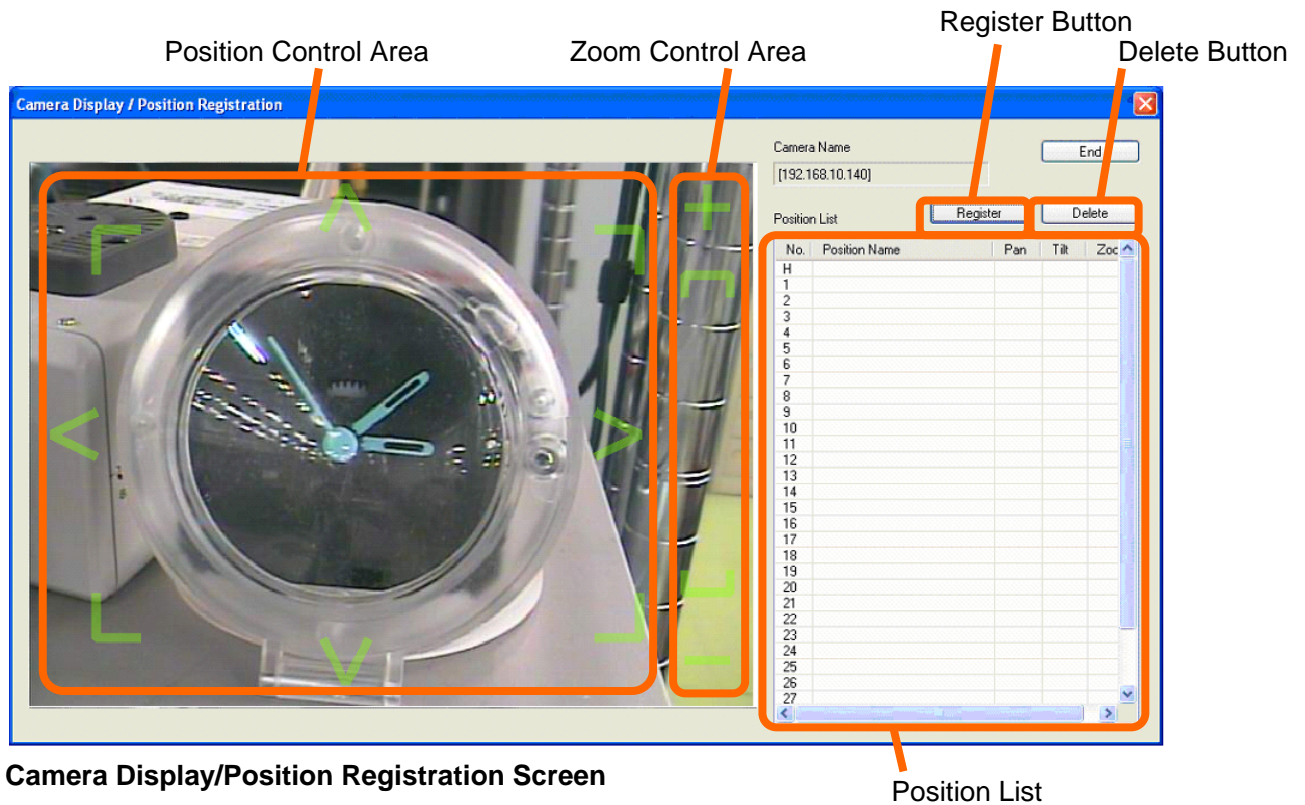 Register Button
Position Control Area Zoom Control Area Delete Button
Camera Display / Position Registration
Camera Name
End
[192.168.10.140]
Position List Register Delete
No. Position Name Pan Tilt Zoo
H
1
2
3
4
5
6
7
8
9
10
11
12
13
14
15
16
17
18
19
20
21
22
23
24
25
26
27
Camera Display/Position Registration Screen
Position List